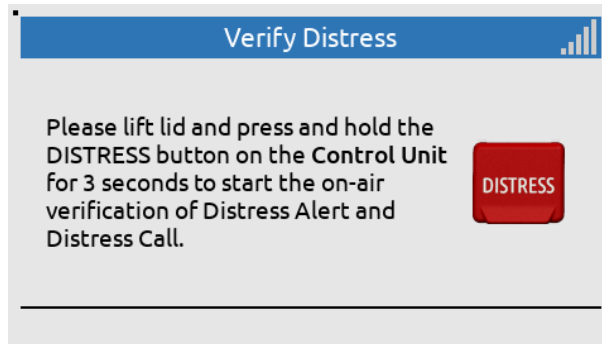 Verify Distress
Please lift lid and press and hold the
DISTRESS button on the Control Unit
for 3 seconds to start the on-air
verification of Distress Alert and
Distress Call.
DISTRESS